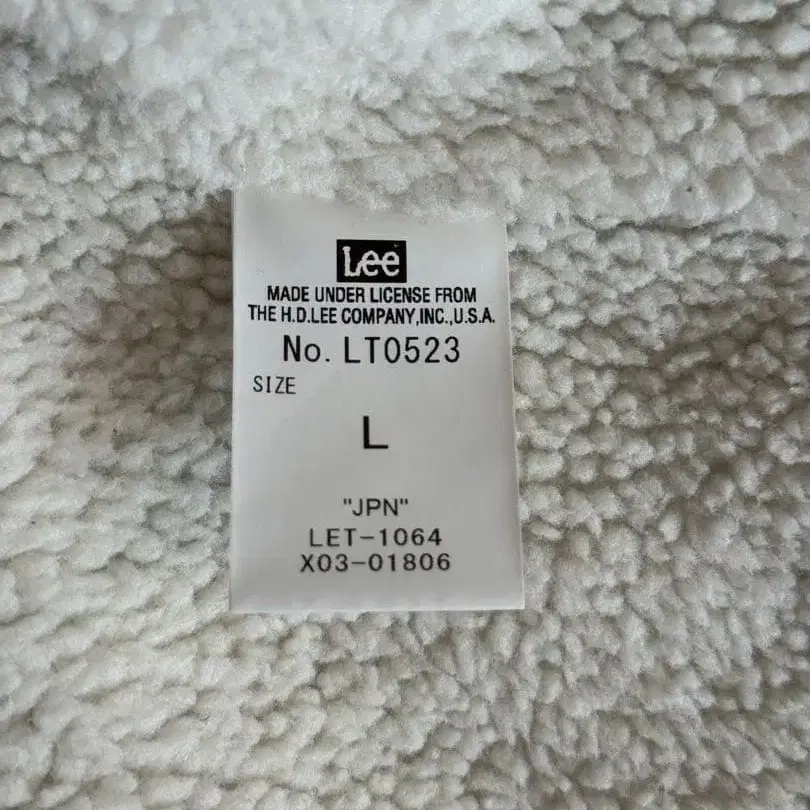 Lee
MADE UNDER LICENSE FROM
THE H.D.LEE COMPANY,INC.,U.S.A.
No. LT0523
SIZE
L
"JPN"
LET-1064
X03-01806